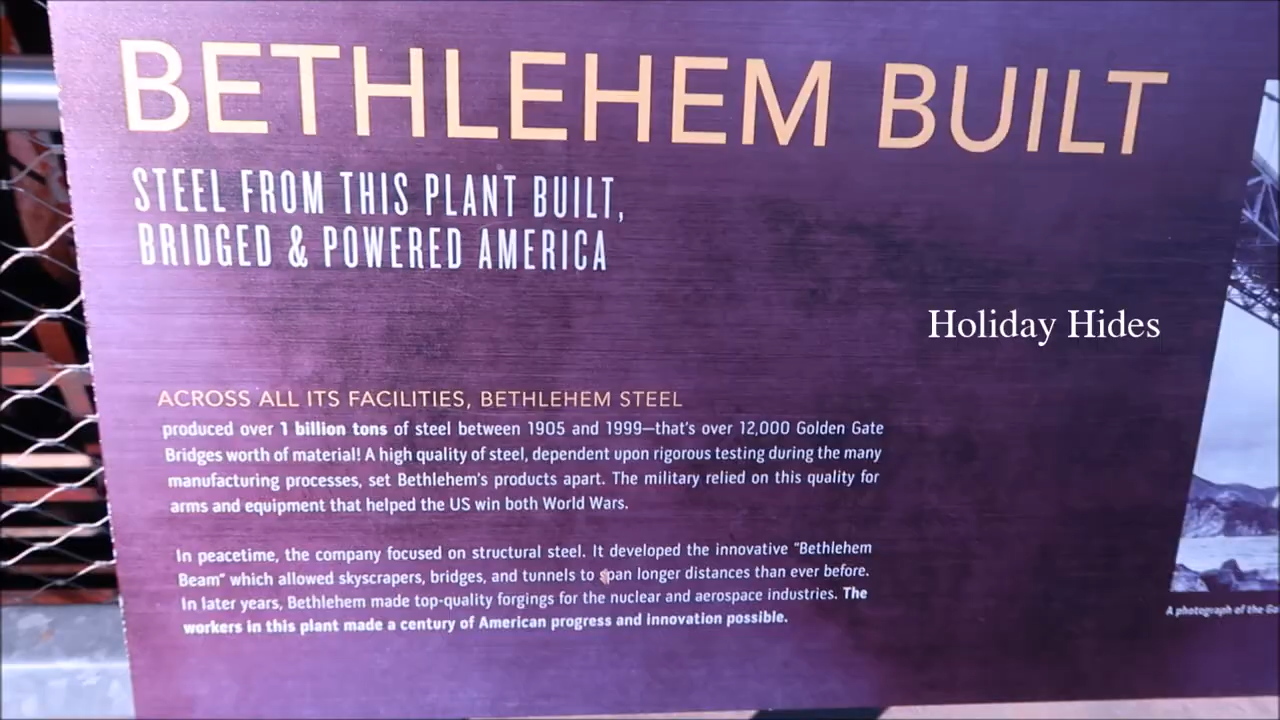 BETHLEHEM BUILT
STEEL FROM THIS PLANT BUILT,
BRIDGED & POWERED AMERICA
Holiday Hides
ACROSS ALL ITS FACILITIES, BETHLEHEM STEEL
produced over 1 billion tons of steel between 1905 and 1999—that's over 12,000 Golden Gate
Bridges worth of material! A high quality of steel, dependent upon rigorous testing during the many
manufacturing processes, set Bethlehem's products apart. The military relied on this quality for
arms and equipment that helped the US win both World Wars.
In peacetime, the company focused on structural steel. It developed the innovative "Bethlehem
Beam" which allowed skyscrapers, bridges, and tunnels to span longer distances than ever before.
In later years, Bethlehem made top-quality forgings for the nuclear and aerospace industries. The
workers in this plant made a century of American progress and innovation possible.
A photograph of the